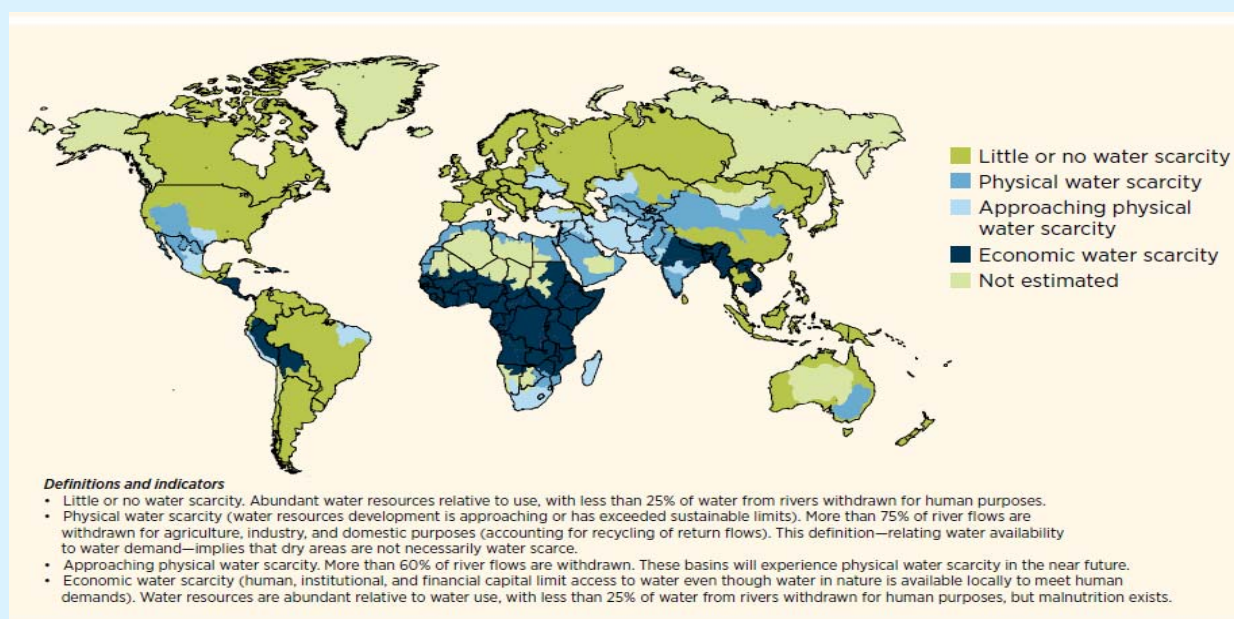 Little or no water scarcity
Physical water scarcity
Approaching physical
water scarcity
Economic water scarcity
Not estimated
Definitions and indicators
• Little or no water scarcity. Abundant water resources relative to use, with less than 25% of water from rivers withdrawn for human purposes.
• Physical water scarcity (water resources development is approaching or has exceeded sustainable limits). More than 75% of river flows are
withdrawn for agriculture, industry, and domestic purposes (accounting for recycling of return flows). This definition—relating water availability
to water demand—implies that dry areas are not necessarily water scarce.
• Approaching physical water scarcity. More than 60% of river flows are withdrawn. These basins will experience physical water scarcity in the near future.
• Economic water scarcity (human, institutional, and financial capital limit access to water even though water in nature is available locally to meet human
demands). Water resources are abundant relative to water use, with less than 25% of water from rivers withdrawn for human purposes, but malnutrition exists.